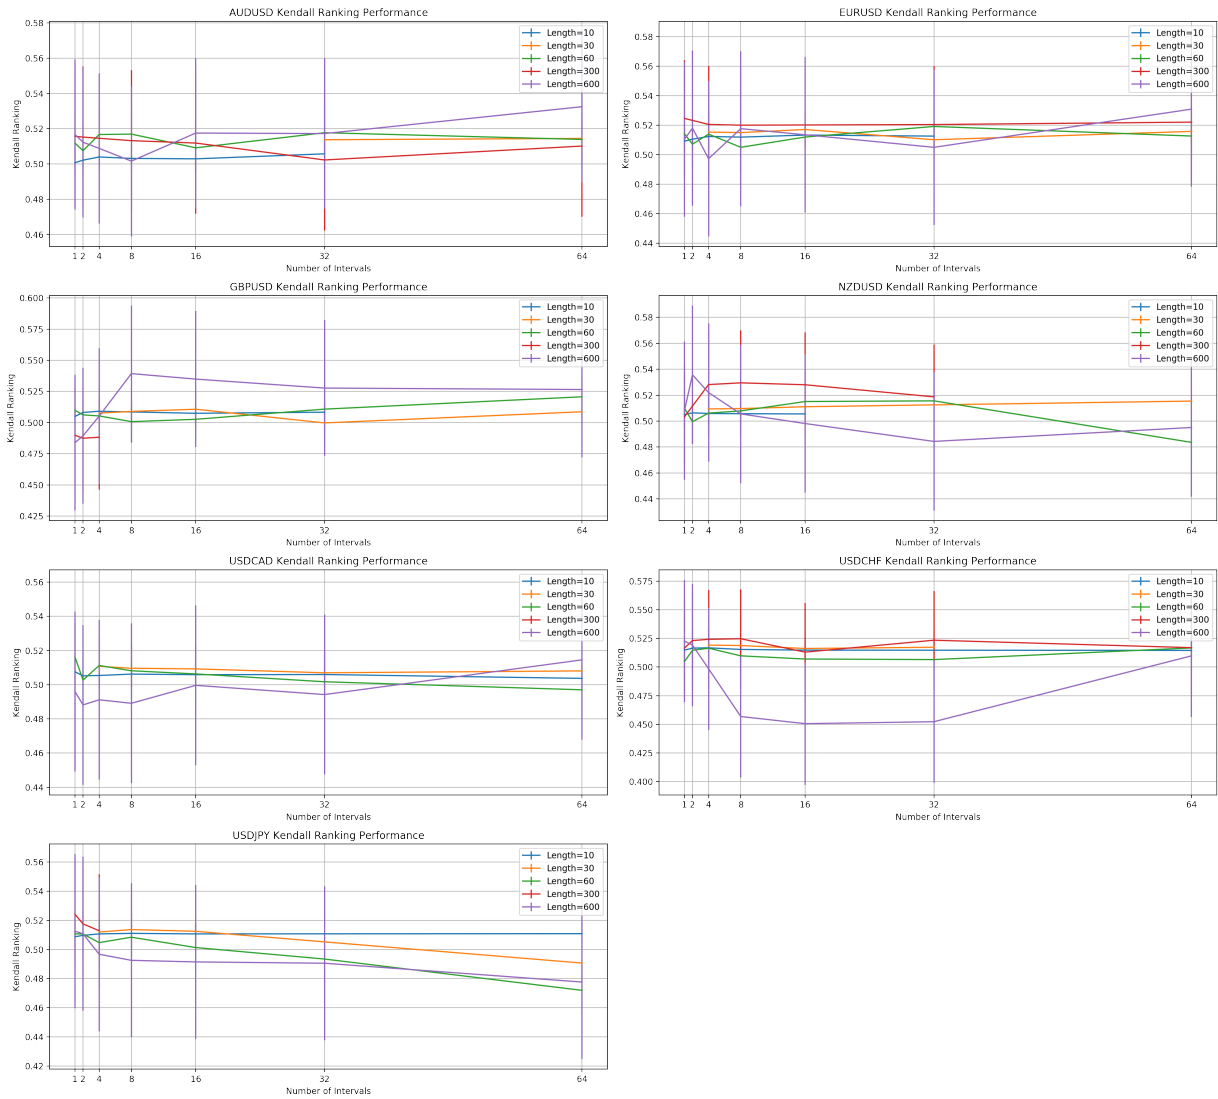 AUDUSD Kendall Ranking Performance
0.58
0.56
0.54
0.52
0.50
0.48
0.46
Kendall Ranking
1 2 4 8 16 32 64
Number of Intervals
Length=10
Length=30
Length=60
Length=300
Length=600
EURUSD Kendall Ranking Performance
0.58
0.56
0.54
0.52
0.50
0.48
0.46
0.44
Kendall Ranking
1 2 4 8 16 32 64
Number of Intervals
Length=10
Length=30
Length=60
Length=300
Length=600
GBPUSD Kendall Ranking Performance
0.600
0.575
0.550
0.525
0.500
0.475
0.450
0.425
Kendall Ranking
1 2 4 8 16 32 64
Number of Intervals
Length=10
Length=30
Length=60
Length=300
Length=600
NZDUSD Kendall Ranking Performance
0.58
0.56
0.54
0.52
0.50
0.48
0.46
0.44
Kendall Ranking
1 2 4 8 16 32 64
Number of Intervals
Length=10
Length=30
Length=60
Length=300
Length=600
USDCAD Kendall Ranking Performance
0.56
0.54
0.52
0.50
0.48
0.46
0.44
Kendall Ranking
1 2 4 8 16 32 64
Number of Intervals
Length=10
Length=30
Length=60
Length=300
Length=600
USDCHF Kendall Ranking Performance
0.575
0.550
0.525
0.500
0.475
0.450
0.425
0.400
Kendall Ranking
1 2 4 8 16 32 64
Number of Intervals
Length=10
Length=30
Length=60
Length=300
Length=600
USDJPY Kendall Ranking Performance
0.56
0.54
0.52
0.50
0.48
0.46
0.44
0.42
Kendall Ranking
1 2 4 8 16 32 64
Number of Intervals
Length=10
Length=30
Length=60
Length=300
Length=600